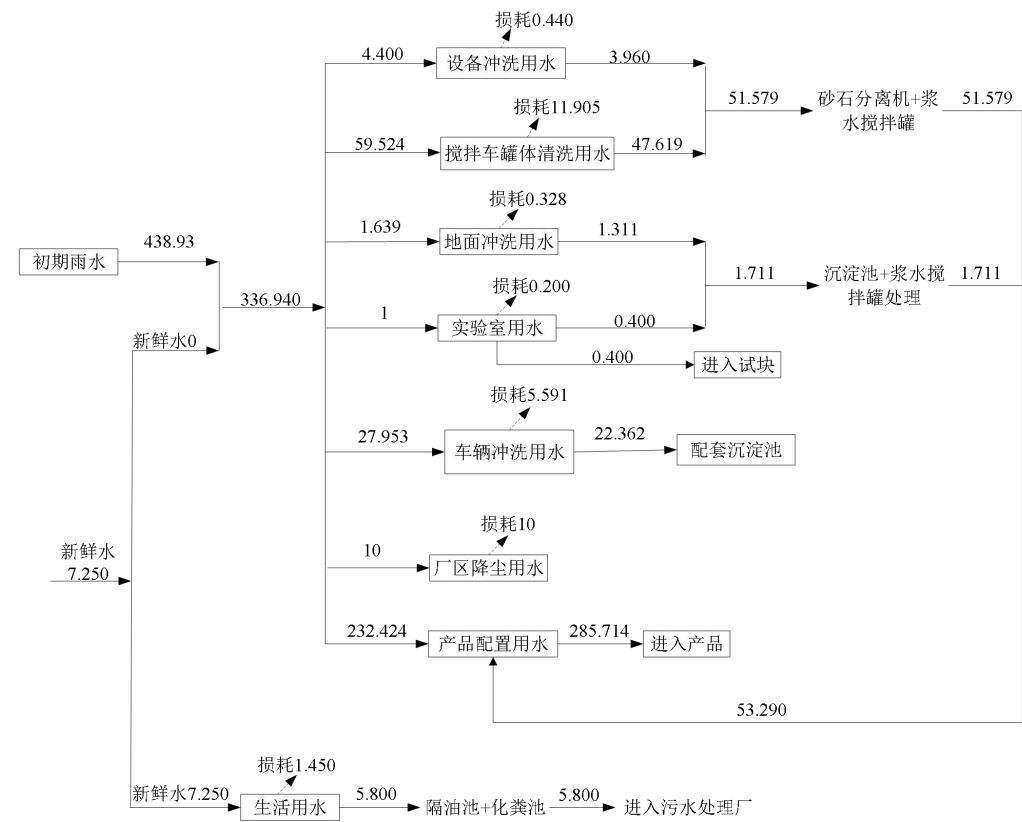 损耗0.440
4.400
设备冲洗用水
3.960
损耗11.905
51.579
砂石分离机+浆
水搅拌罐
51.579
59.524
搅拌车罐体清洗用水
47.619
损耗0.328
1.639
地面冲洗用水
1.311
初期雨水
438.93
336.940
损耗0.200
1.711
沉淀池+浆水搅
拌罐处理
1.711
1
实验室用水
0.400
新鲜水0
0.400
进入试块
损耗5.591
27.953
车辆冲洗用水
22.362
配套沉淀池
损耗10
新鲜水
7.250
10
厂区降尘用水
232.424
产品配置用水
285.714
进入产品
53.290
损耗1.450
新鲜水7.250
生活用水
5.800
隔油池+化粪池
5.800
进入污水处理厂